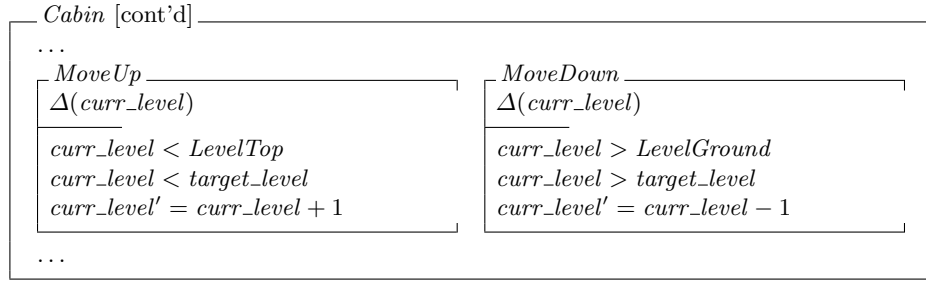 Cabin [cont'd]
. . .
MoveUp
Δ(curr_level)
curr_level < LevelTop
curr_level < target_level
curr_level′ = curr_level + 1
MoveDown
Δ(curr_level)
curr_level > LevelGround
curr_level > target_level
curr_level′ = curr_level − 1
. . .